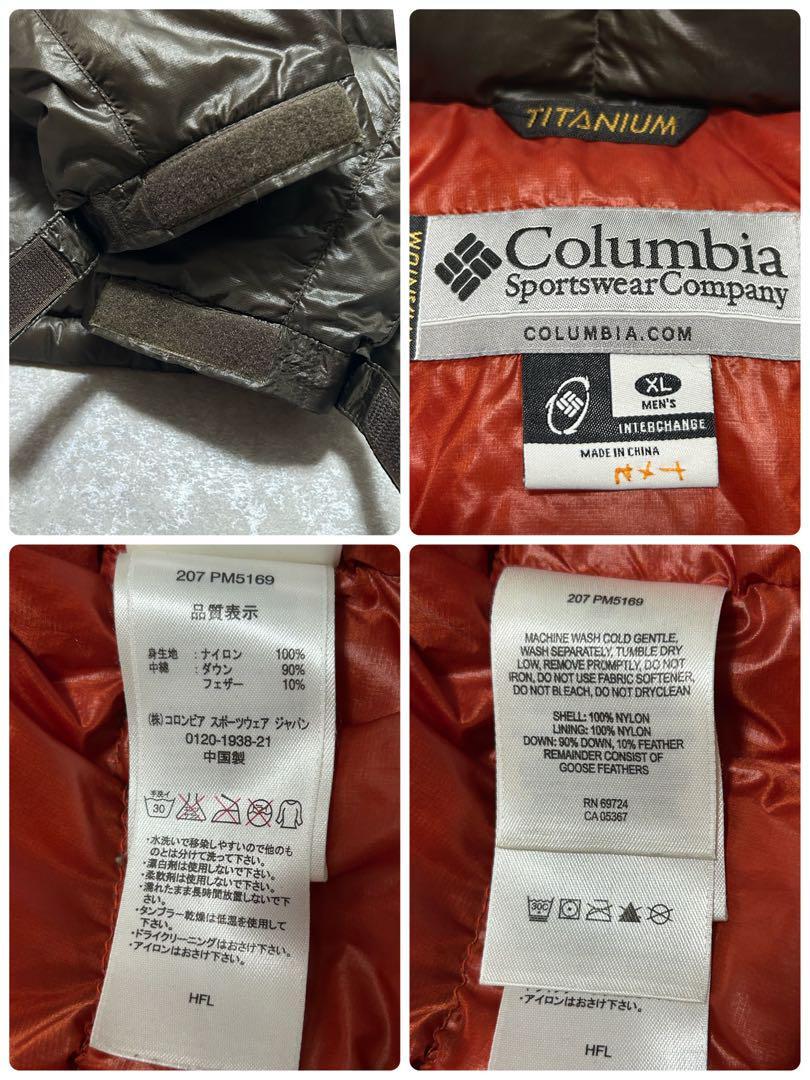 TITANIUM
Columbia
Sportswear Company
COLUMBIA.COM
XL
MEN'S
INTERCHANGE
MADE IN CHINA
207 PM5169
品質表示
身生地 : ナイロン 100%
中綿 : ダウン 90%
フェザー 10%
(株)コロンビア スポーツウェア ジャパン
0120-1938-21
中国製
手洗イ
30
・水洗いで移染しやすいので他のも
のとは分けて洗って下さい。
・漂白剤は使用しないで下さい。
・柔軟剤は使用しないで下さい。
・濡れたまま長時間放置しないで下
さい。
・タンブラー乾燥は低温を使用して
下さい。
・ドライクリーニングはおさけ下さい。
・アイロンはおさけ下さい。
HFL
207 PM5169
MACHINE WASH COLD GENTLE,
WASH SEPARATELY, TUMBLE DRY
LOW, REMOVE PROMPTLY, DO NOT
IRON, DO NOT USE FABRIC SOFTENER,
DO NOT BLEACH, DO NOT DRYCLEAN
SHELL: 100% NYLON
LINING: 100% NYLON
DOWN: 90% DOWN, 10% FEATHER
REMAINDER CONSIST OF
GOOSE FEATHERS
RN 69724
CA 05367
30C
・アイロンはおさけ下さい。
HFL